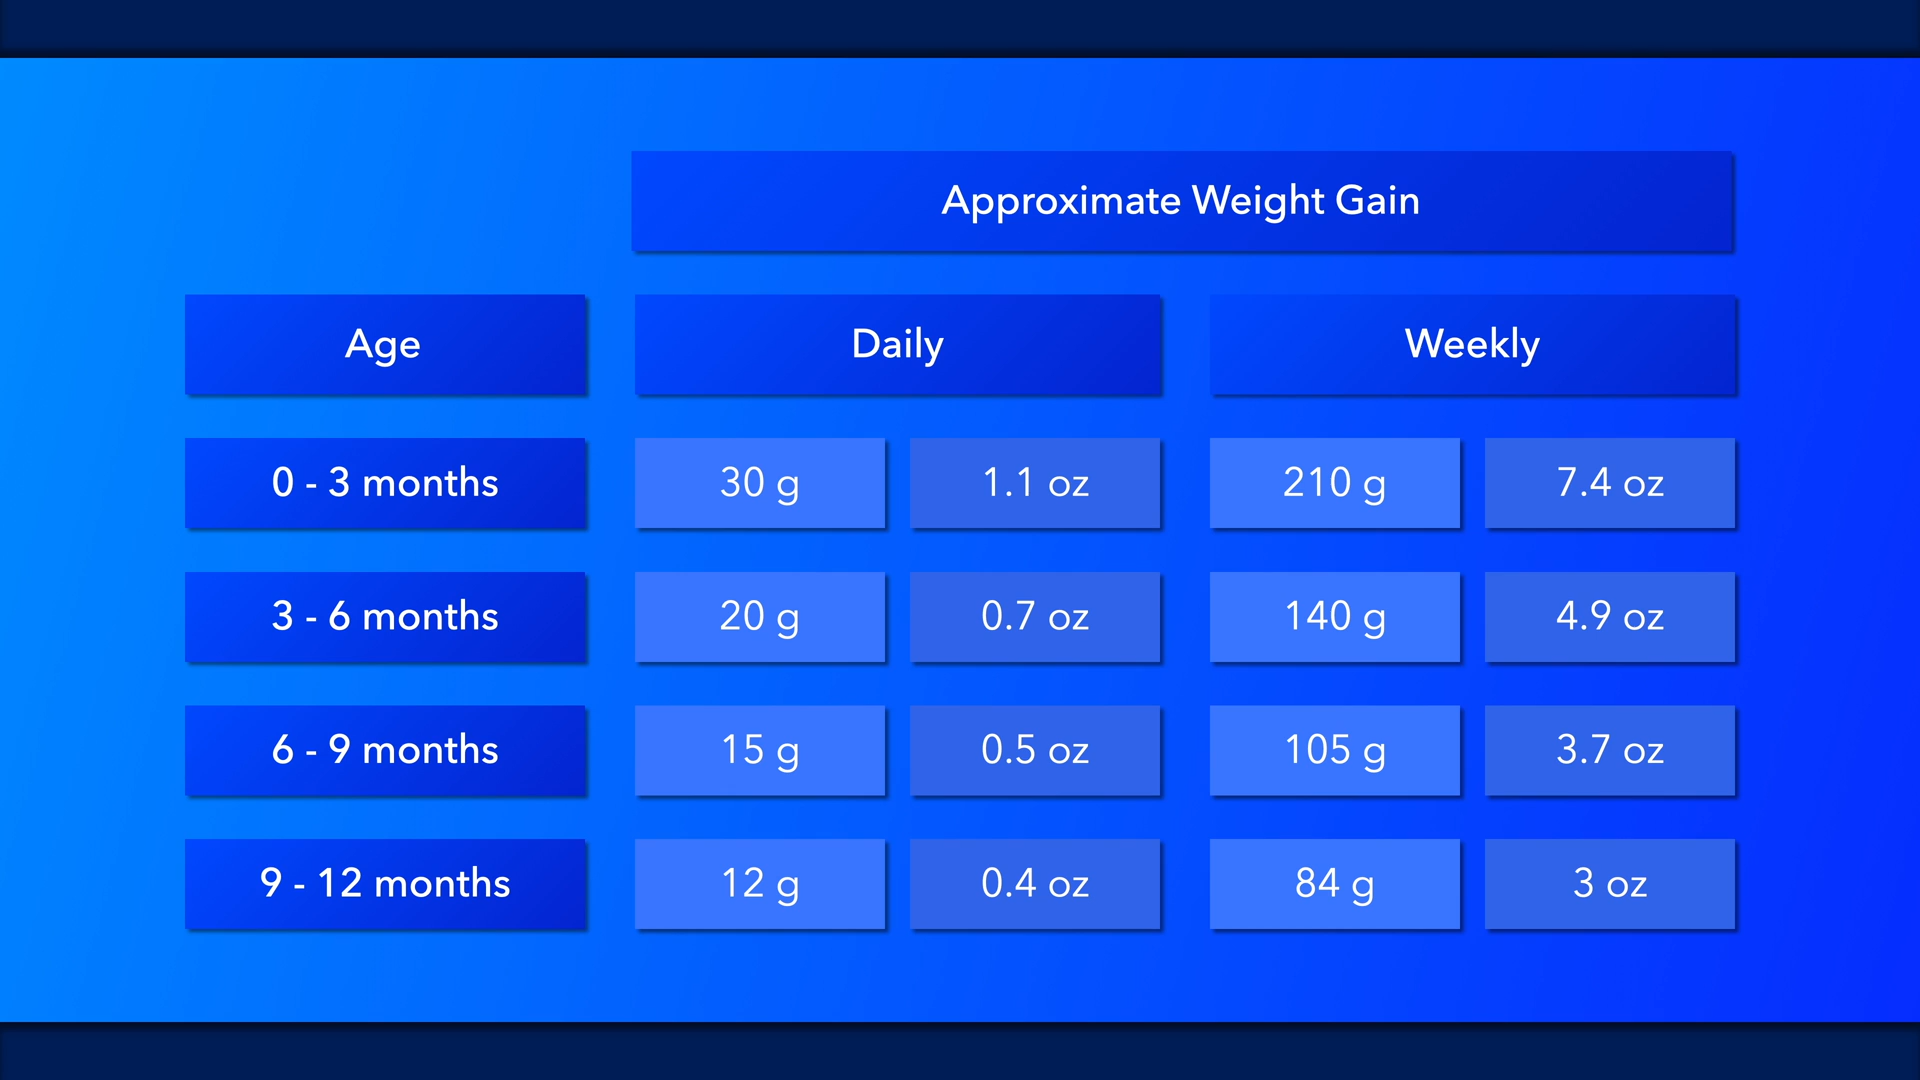 Approximate Weight Gain
Age Daily Weekly
0 - 3 months 30 g 1.1 oz 210 g 7.4 oz
3 - 6 months 20 g 0.7 oz 140 g 4.9 oz
6 - 9 months 15 g 0.5 oz 105 g 3.7 oz
9 - 12 months 12 g 0.4 oz 84 g 3 oz